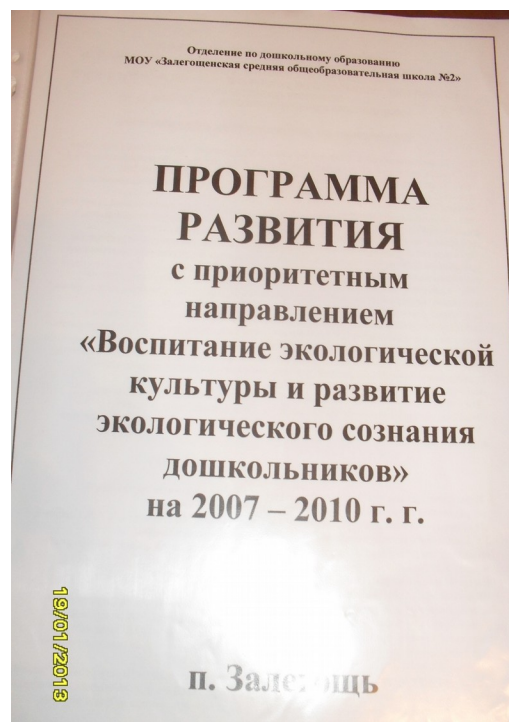 Отделение по дошкольному образованию
МОУ «Залегощенская средняя общеобразовательная школа №2»
ПРОГРАММА
РАЗВИТИЯ
с приоритетным
направлением
«Воспитание экологической
культуры и развитие
экологического сознания
дошкольников»
на 2007 – 2010 г. г.
п. Залегощь
19/01/2013